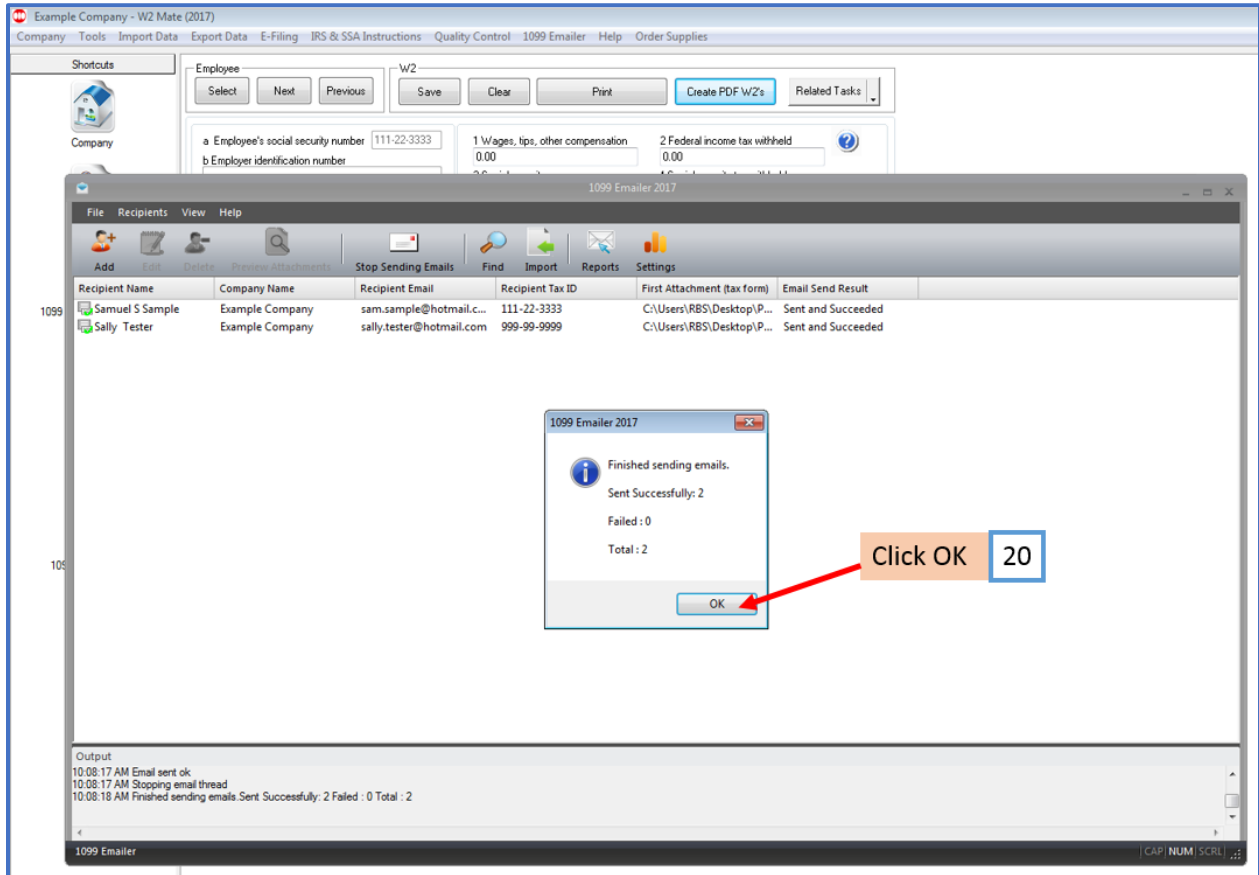 Example Company - W2 Mate (2017)
Company Tools Import Data Export Data E-Filing IRS & SSA Instructions Quality Control 1099 Emailer Help Order Supplies
Shortcuts
Employee W2
Select Next Previous Save Clear Print Create PDF W2's Related Tasks
a Employee's social security number 111-22-3333 1 Wages, tips, other compensation 2 Federal income tax withheld
Company
b Employer identification number 0.00 0.00
1099 Emailer 2017
File Recipients View Help
Add Edit Delete Preview Attachments Stop Sending Emails Find Import Reports Settings
Recipient Name Company Name Recipient Email Recipient Tax ID First Attachment (tax form) Email Send Result
1099 Samuel S Sample Example Company sam.sample@hotmail.c... 111-22-3333 C:\Users\RBS\Desktop\P... Sent and Succeeded
Sally Tester Example Company sally.tester@hotmail.com 999-99-9999 C:\Users\RBS\Desktop\P... Sent and Succeeded
1099 Emailer 2017
Finished sending emails.
Sent Successfully: 2
Failed : 0
Total : 2
Click OK 20
OK
Output
10:08:17 AM Email sent ok
10:08:17 AM Stopping email thread
10:08:18 AM Finished sending emails.Sent Successfully: 2 Failed : 0 Total : 2
1099 Emailer CAP NUM SCRL